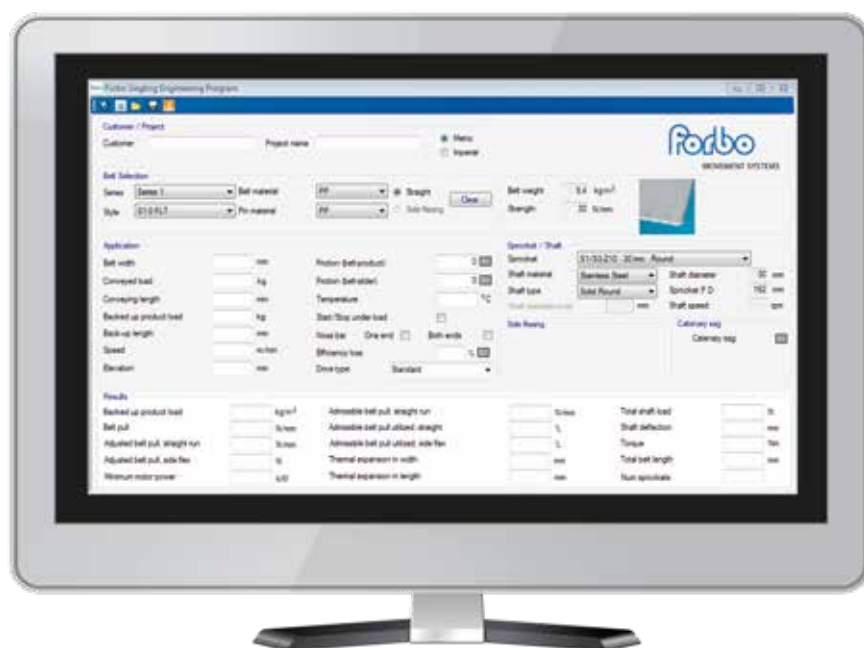 Forbo Siegling Engineering Program
Customer / Project
Customer Project name Metric
Imperial
Forbo
MOVEMENT SYSTEMS
Belt Selection
Series Series 1 Belt material PP Straight Clear Belt weight kg/m²
Style Pin material PP Side flexing Strength 30 N/mm
Application
Sprocket / Shaft
Belt width mm Friction (belt-product) 0 Sprocket Round
Conveyed load kg Friction (belt-slider) 0 Shaft material Stainless Steel Shaft diameter mm
Conveying length mm Temperature °C Shaft type Solid Round Sprocket P.D. mm
Backed up product load kg Start/Stop under load mm Shaft speed rpm
Back-up length mm Nose bar One end Both ends Side flexing Catenary sag
Speed m/min Efficiency loss % Catenary sag
Elevation mm Drive type Standard
Results
Backed up product load kg/m² Admissible belt pull, straight run N/mm Total shaft load N
Belt pull N/mm Admissible belt pull utilized, straight % Shaft deflection mm
Adjusted belt pull, straight run N/mm Admissible belt pull utilized, side flex % Torque Nm
Adjusted belt pull, side flex N Thermal expansion in width mm Total belt length mm
Minimum motor power kW Thermal expansion in length mm Num sprockets